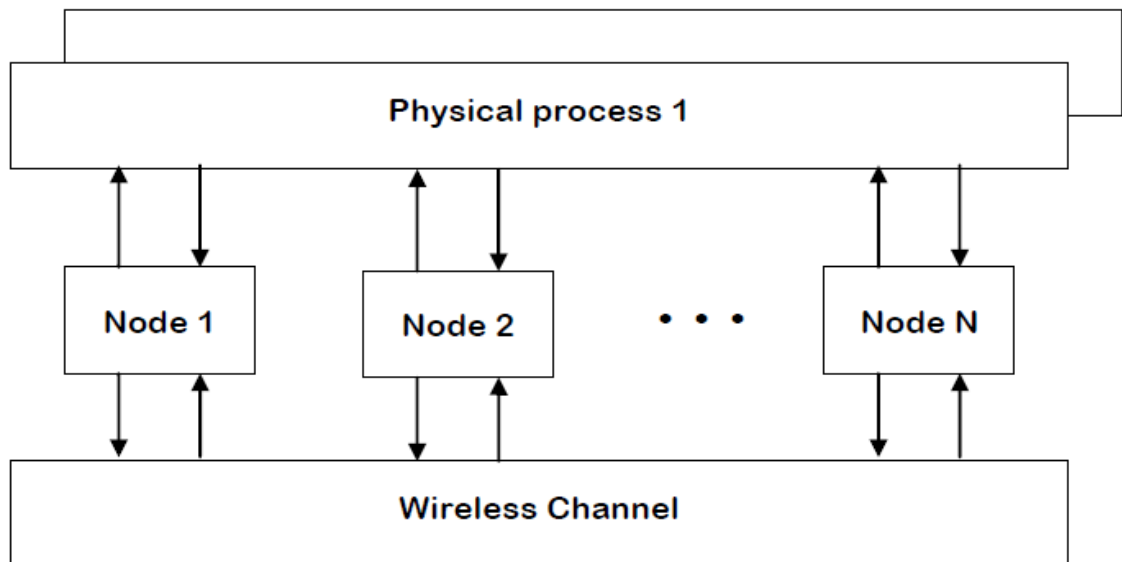 Physical process 1
Node 1
Node 2
• • •
Node N
Wireless Channel